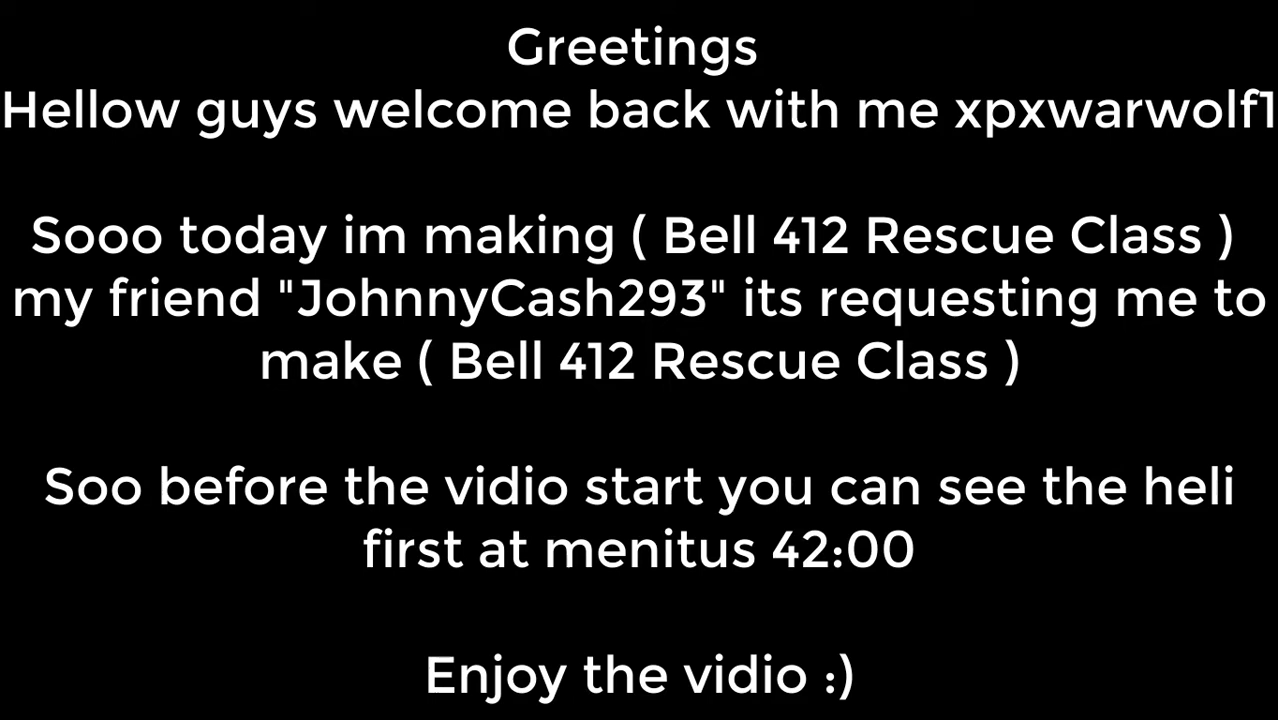 Greetings
Hellow guys welcome back with me xpxwarwolf1
Sooo today im making ( Bell 412 Rescue Class )
my friend "JohnnyCash293" its requesting me to
make ( Bell 412 Rescue Class )
Soo before the vidio start you can see the heli
first at menitus 42:00
Enjoy the vidio :)